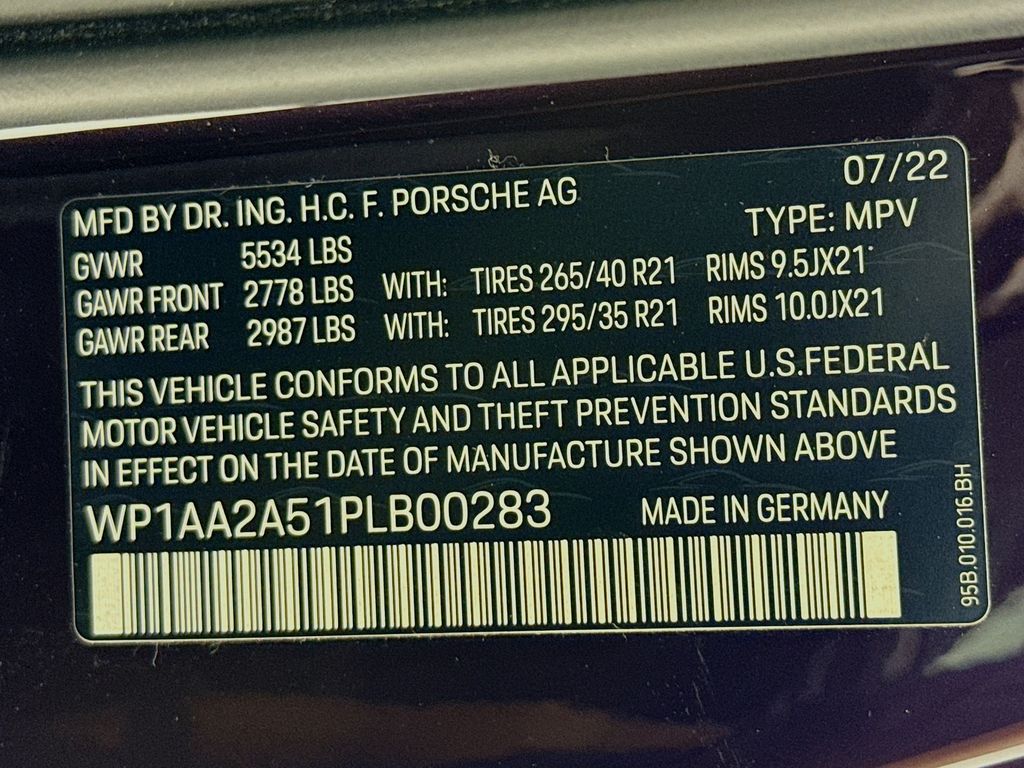 07/22
MFD BY DR. ING. H.C. F. PORSCHE AG
TYPE: MPV
GVWR 5534 LBS
GAWR FRONT 2778 LBS WITH: TIRES 265/40 R21 RIMS 9.5JX21
GAWR REAR 2987 LBS WITH: TIRES 295/35 R21 RIMS 10.0JX21
THIS VEHICLE CONFORMS TO ALL APPLICABLE U.S.FEDERAL
MOTOR VEHICLE SAFETY AND THEFT PREVENTION STANDARDS
IN EFFECT ON THE DATE OF MANUFACTURE SHOWN ABOVE
WP1AA2A51PLB00283 MADE IN GERMANY
95B.010.016.BH